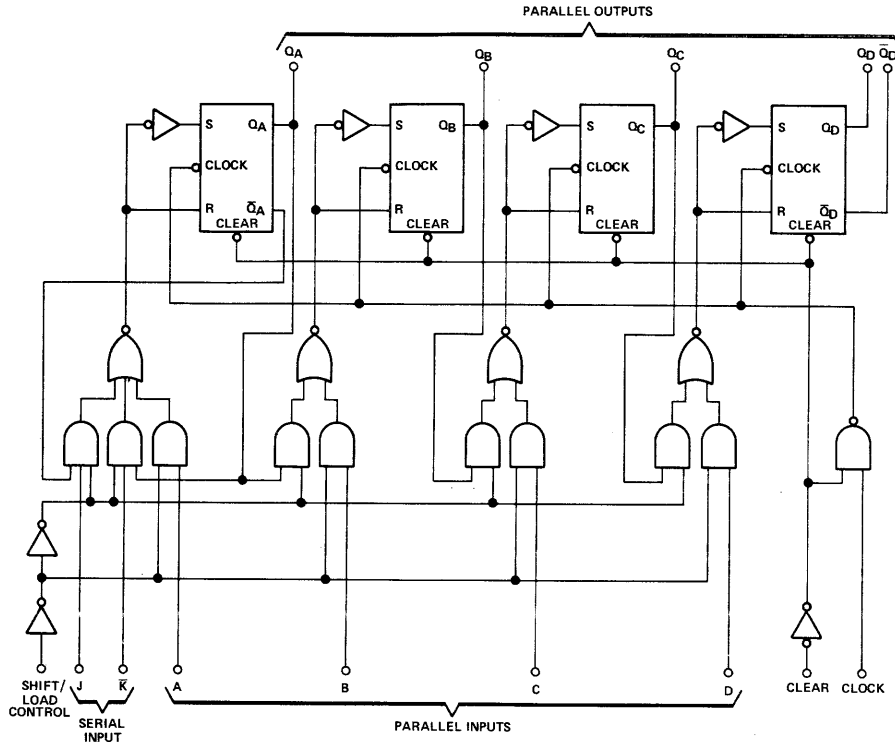 PARALLEL OUTPUTS
QA QB QC QD Q̄D
S QA S QB S QC S QD
CLOCK CLOCK CLOCK CLOCK
R Q̄A R R R Q̄D
CLEAR CLEAR CLEAR CLEAR
SHIFT/
LOAD
CONTROL
J K̄ A B C D CLEAR CLOCK
SERIAL
INPUT
PARALLEL INPUTS